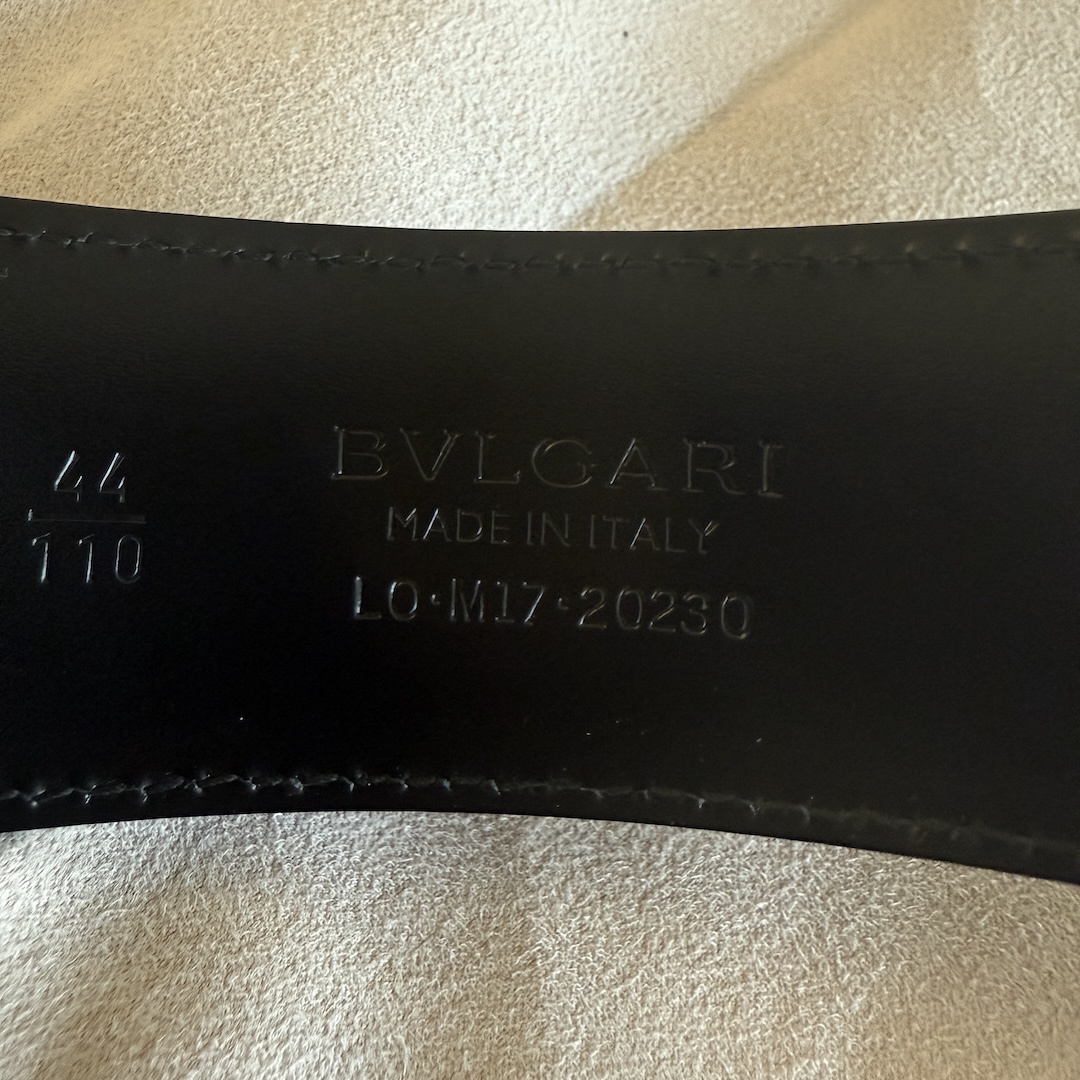 44
110
BVLGARI
MADE IN ITALY
LO·M17·20230